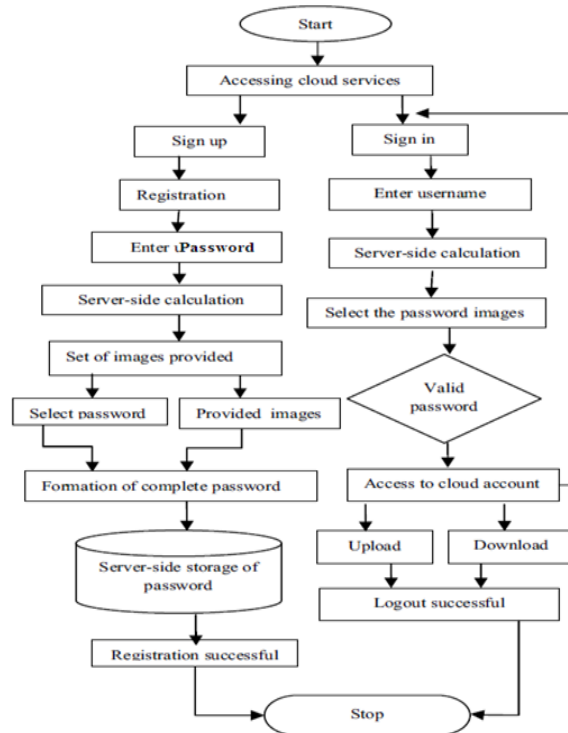 Start
Accessing cloud services
Sign up
Sign in
Registration
Enter username
Enter uPassword
Server-side calculation
Server-side calculation
Select the password images
Set of images provided
Valid
password
Select password
Provided images
Formation of complete password
Access to cloud account
Upload
Download
Server-side storage of
password
Logout successful
Registration successful
Stop